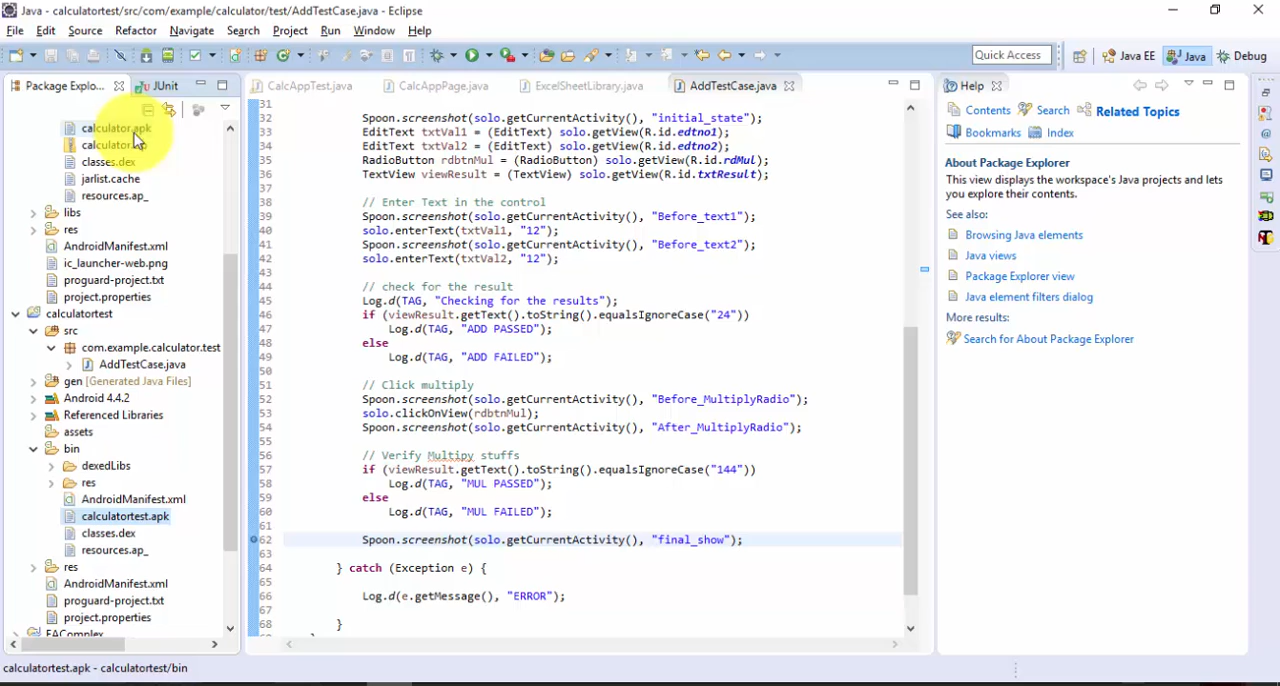 Java - calculatortest/src/com/example/calculator/test/AddTestCase.java - Eclipse
File Edit Source Refactor Navigate Search Project Run Window Help
Quick Access Java EE Java Debug
Package Explo... JUnit
CalcAppTest.java CalcAppPage.java ExcelSheetLibrary.java AddTestCase.java
Help
calculator.apk
classes.dex
jarlist.cache
resources.ap_
libs
res
AndroidManifest.xml
ic_launcher-web.png
proguard-project.txt
project.properties
calculatortest
src
com.example.calculator.test
AddTestCase.java
gen [Generated Java Files]
Android 4.4.2
Referenced Libraries
assets
bin
dexedLibs
res
AndroidManifest.xml
calculatortest.apk
classes.dex
resources.ap_
res
AndroidManifest.xml
proguard-project.txt
project.properties
FAComplex
31
32 Spoon.screenshot(solo.getCurrentActivity(), "initial_state");
33 EditText txtVal1 = (EditText) solo.getView(R.id.edtno1);
34 EditText txtVal2 = (EditText) solo.getView(R.id.edtno2);
35 RadioButton rdbtnMul = (RadioButton) solo.getView(R.id.rdMul);
36 TextView viewResult = (TextView) solo.getView(R.id.txtResult);
37
38 // Enter Text in the control
39 Spoon.screenshot(solo.getCurrentActivity(), "Before_text1");
40 solo.enterText(txtVal1, "12");
41 Spoon.screenshot(solo.getCurrentActivity(), "Before_text2");
42 solo.enterText(txtVal2, "12");
43
44 // check for the result
45 Log.d(TAG, "Checking for the results");
46 if (viewResult.getText().toString().equalsIgnoreCase("24"))
47 Log.d(TAG, "ADD PASSED");
48 else
49 Log.d(TAG, "ADD FAILED");
50
51 // Click multiply
52 Spoon.screenshot(solo.getCurrentActivity(), "Before_MultiplyRadio");
53 solo.clickOnView(rdbtnMul);
54 Spoon.screenshot(solo.getCurrentActivity(), "After_MultiplyRadio");
55
56 // Verify Multipy stuffs
57 if (viewResult.getText().toString().equalsIgnoreCase("144"))
58 Log.d(TAG, "MUL PASSED");
59 else
60 Log.d(TAG, "MUL FAILED");
61
62 Spoon.screenshot(solo.getCurrentActivity(), "final_show");
63
64 } catch (Exception e) {
65
66 Log.d(e.getMessage(), "ERROR");
67
68 }
Contents Search Related Topics
Bookmarks Index
About Package Explorer
This view displays the workspace's Java projects and lets
you explore their contents.
See also:
Browsing Java elements
Java views
Package Explorer view
Java element filters dialog
More results:
Search for About Package Explorer
calculatortest.apk - calculatortest/bin